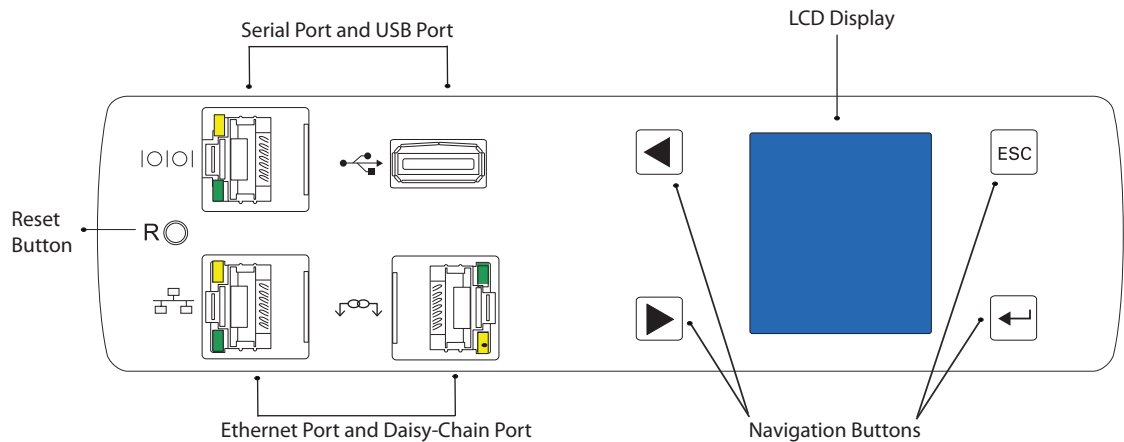 Serial Port and USB Port
LCD Display
|O|O|
ESC
Reset
Button
R
Ethernet Port and Daisy-Chain Port
Navigation Buttons